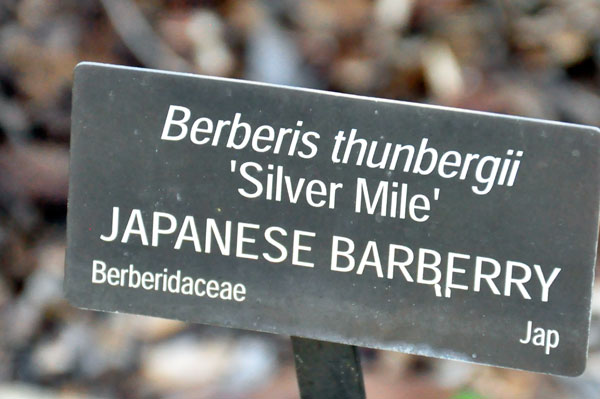 Berberis thunbergii
'Silver Mile'
JAPANESE BARBERRY
Berberidaceae
Jap